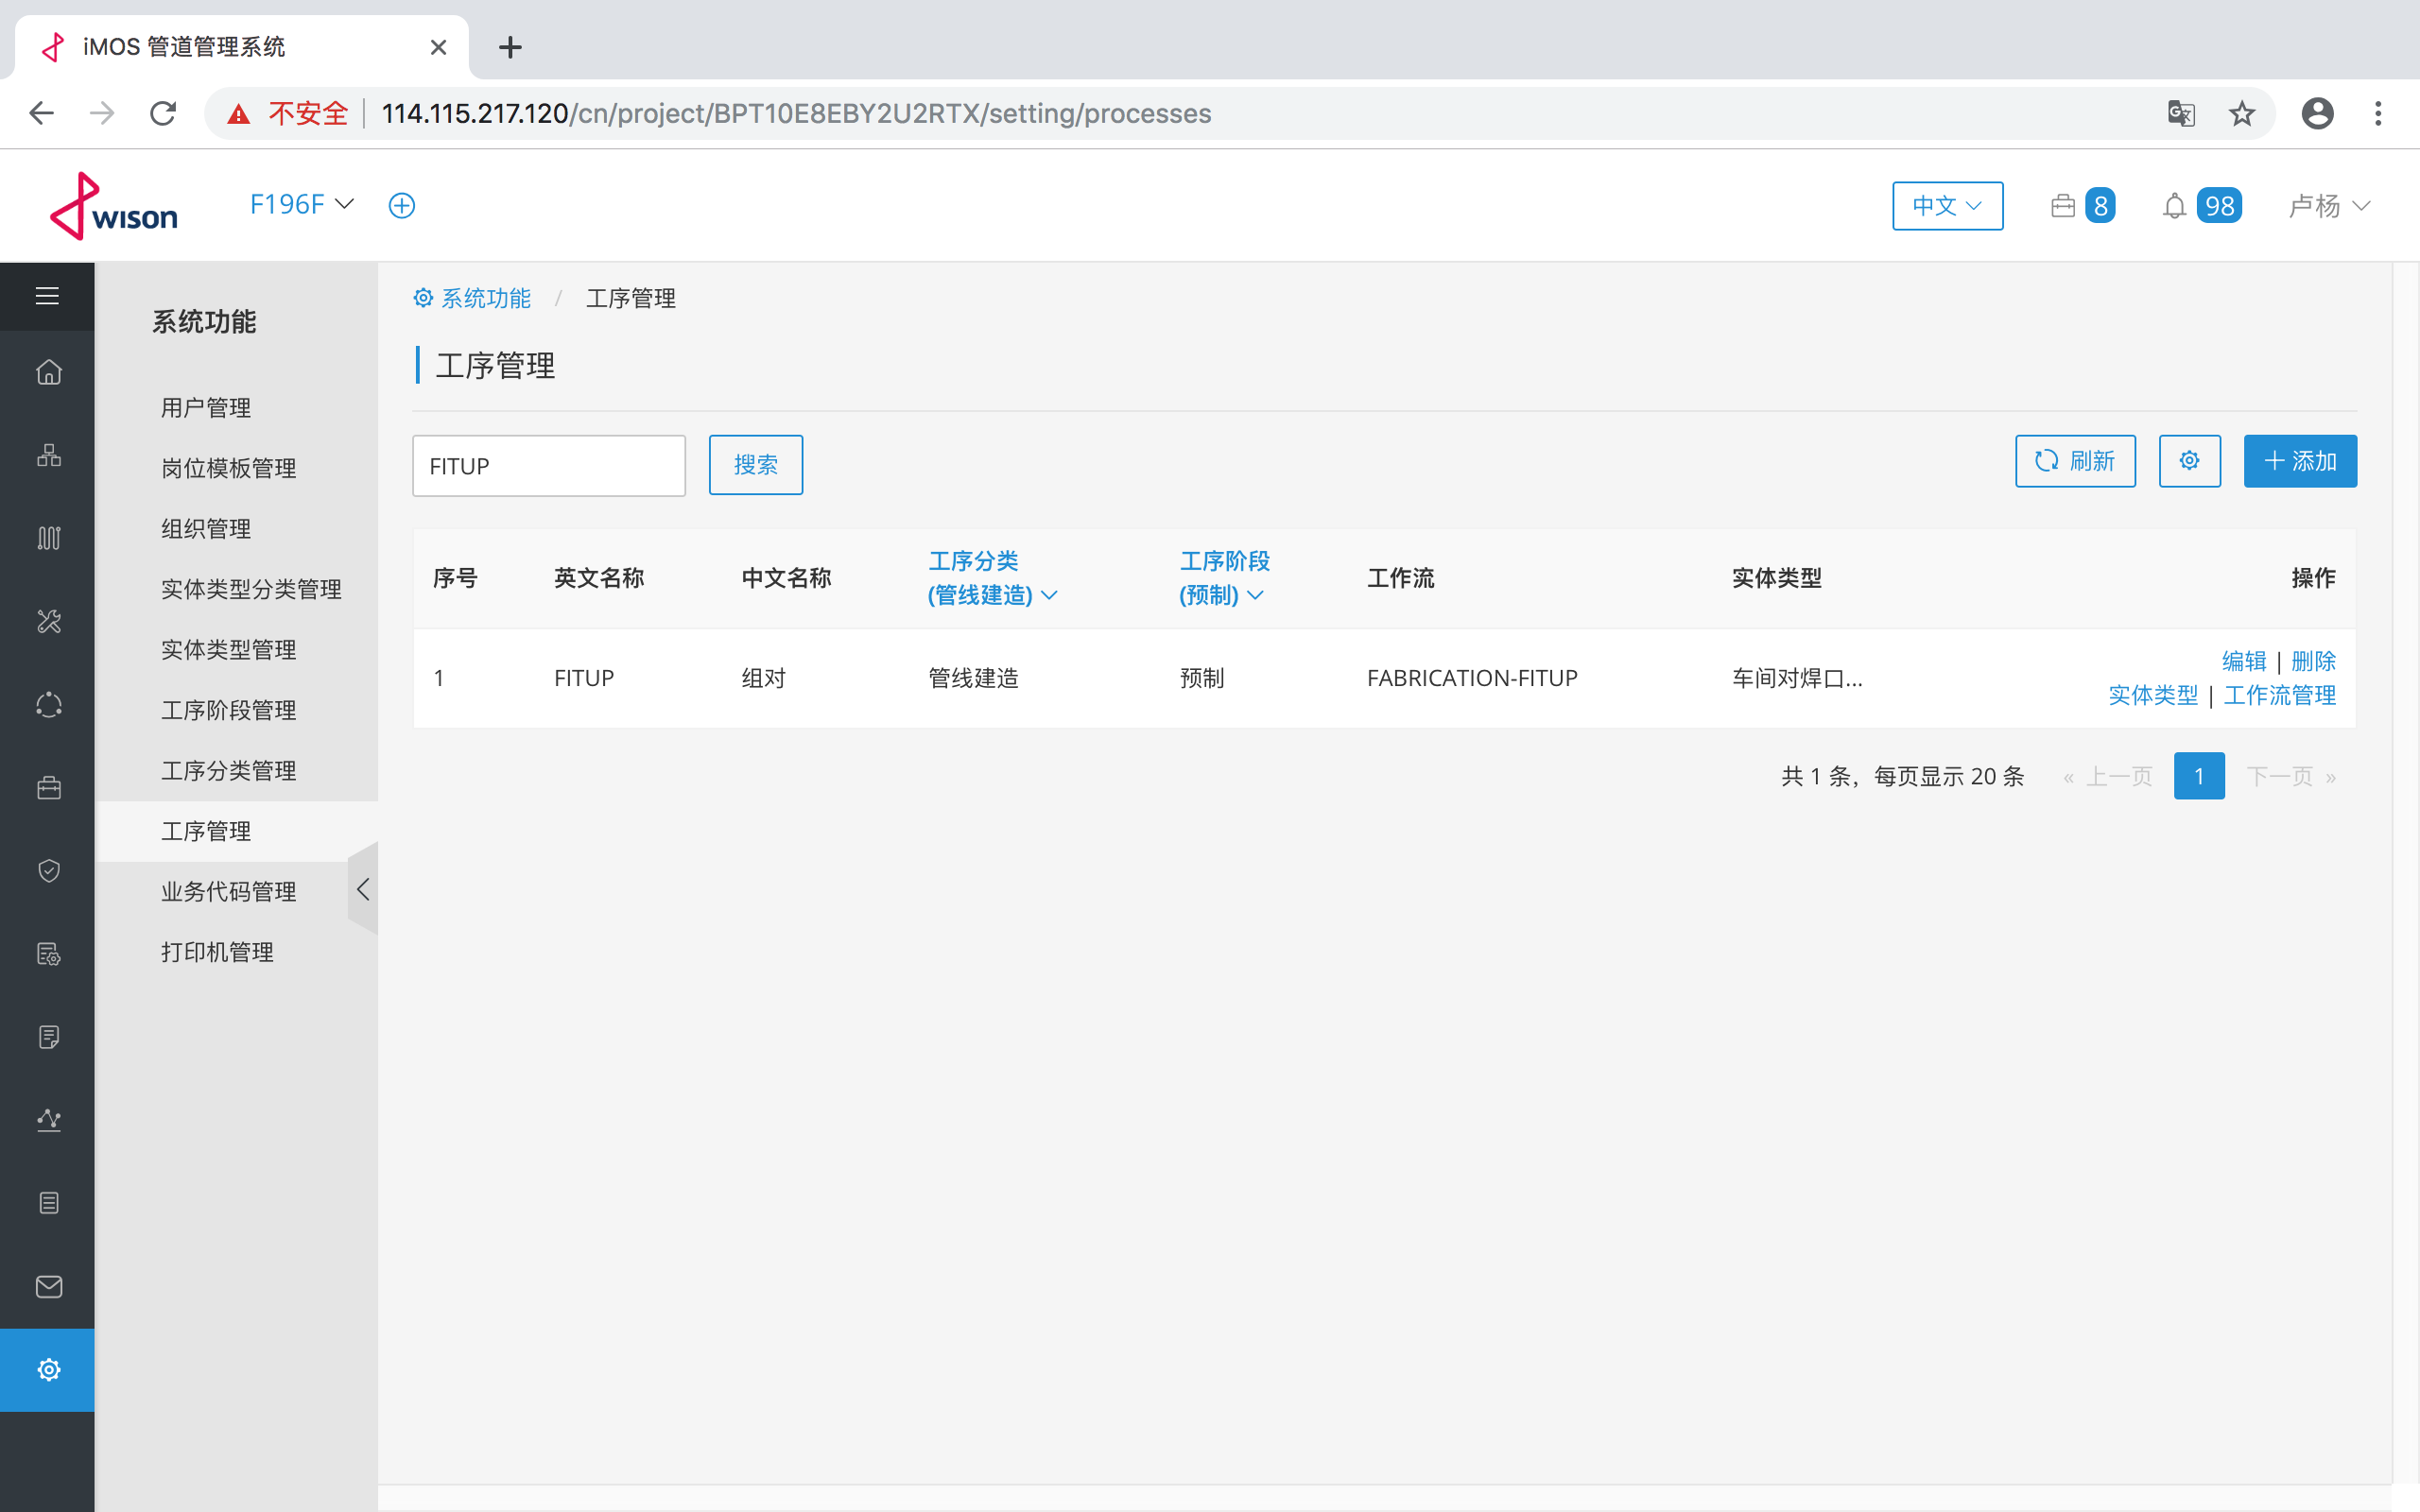 iMOS 管道管理系统
不安全 114.115.217.120/cn/project/BPT10E8EBY2U2RTX/setting/processes
wison F196F 中文 8 98 卢杨
系统功能
用户管理
岗位模板管理
组织管理
实体类型分类管理
实体类型管理
工序阶段管理
工序分类管理
工序管理
业务代码管理
打印机管理
系统功能 / 工序管理
工序管理
FITUP 搜索 刷新 添加
序号 英文名称 中文名称 工序分类 (管线建造) 工序阶段 (预制) 工作流 实体类型 操作
1 FITUP 组对 管线建造 预制 FABRICATION-FITUP 车间对焊口... 编辑 | 删除
实体类型 | 工作流管理
共 1 条，每页显示 20 条 « 上一页 1 下一页 »